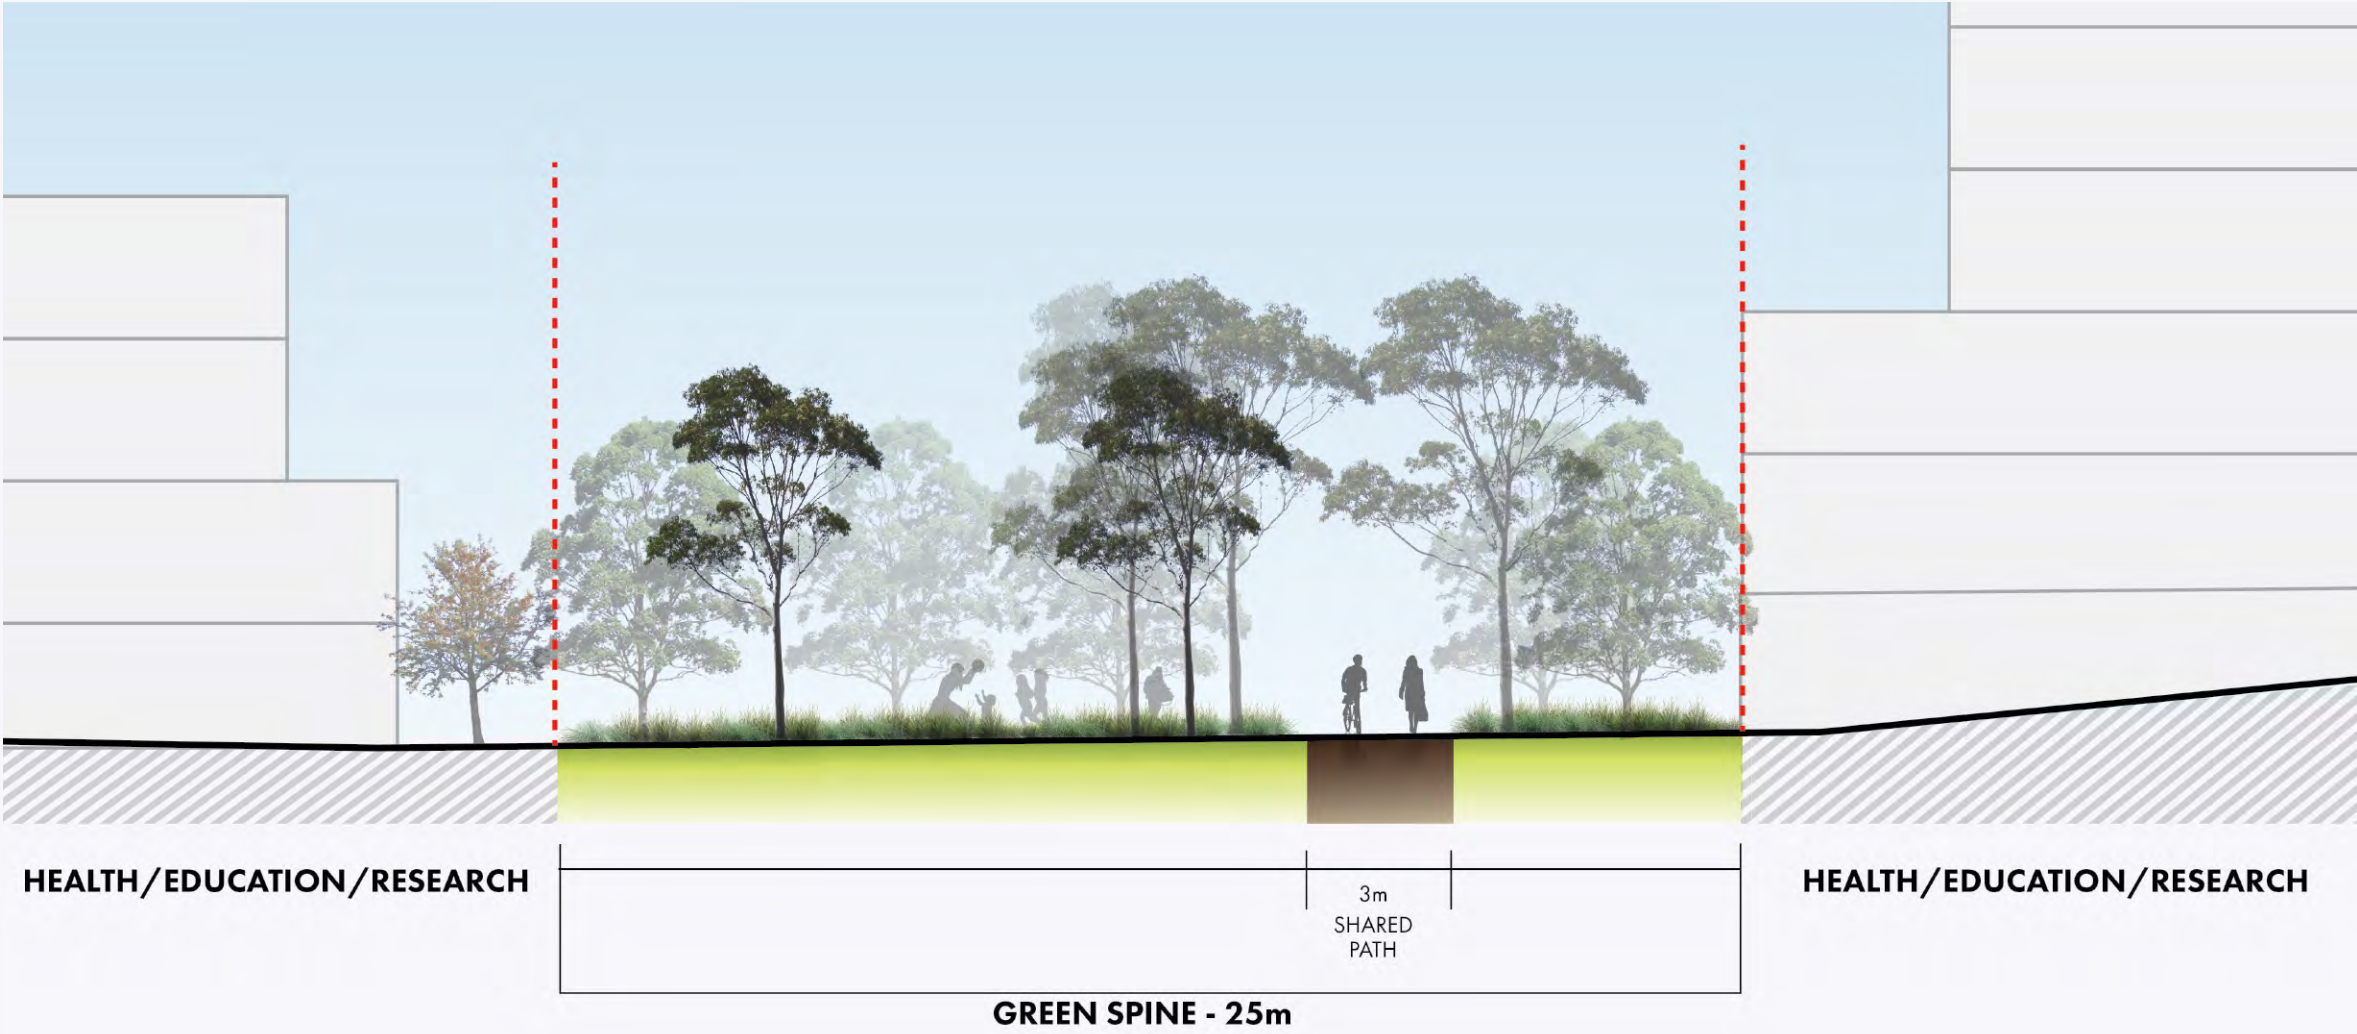 HEALTH/EDUCATION/RESEARCH
HEALTH/EDUCATION/RESEARCH
3m
SHARED
PATH
GREEN SPINE - 25m